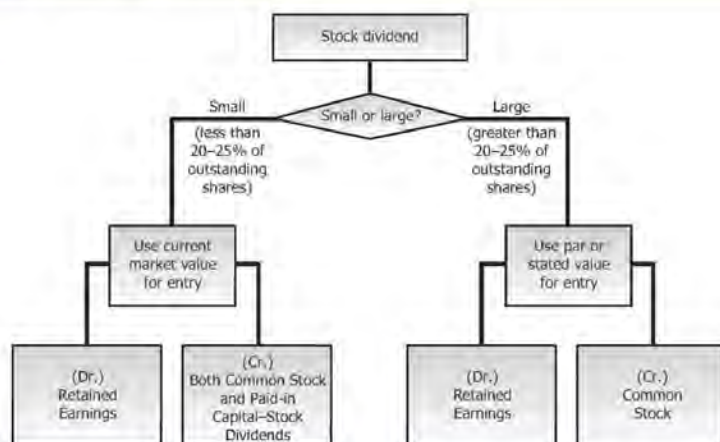 Stock dividend
Small or large?
Small
(less than
20–25% of
outstanding
shares)
Large
(greater than
20–25% of
outstanding
shares)
Use current
market value
for entry
Use par or
stated value
for entry
(Dr.)
Retained
Earnings
(Cr.)
Both Common Stock
and Paid-in
Capital–Stock
Dividends
(Dr.)
Retained
Earnings
(Cr.)
Common
Stock